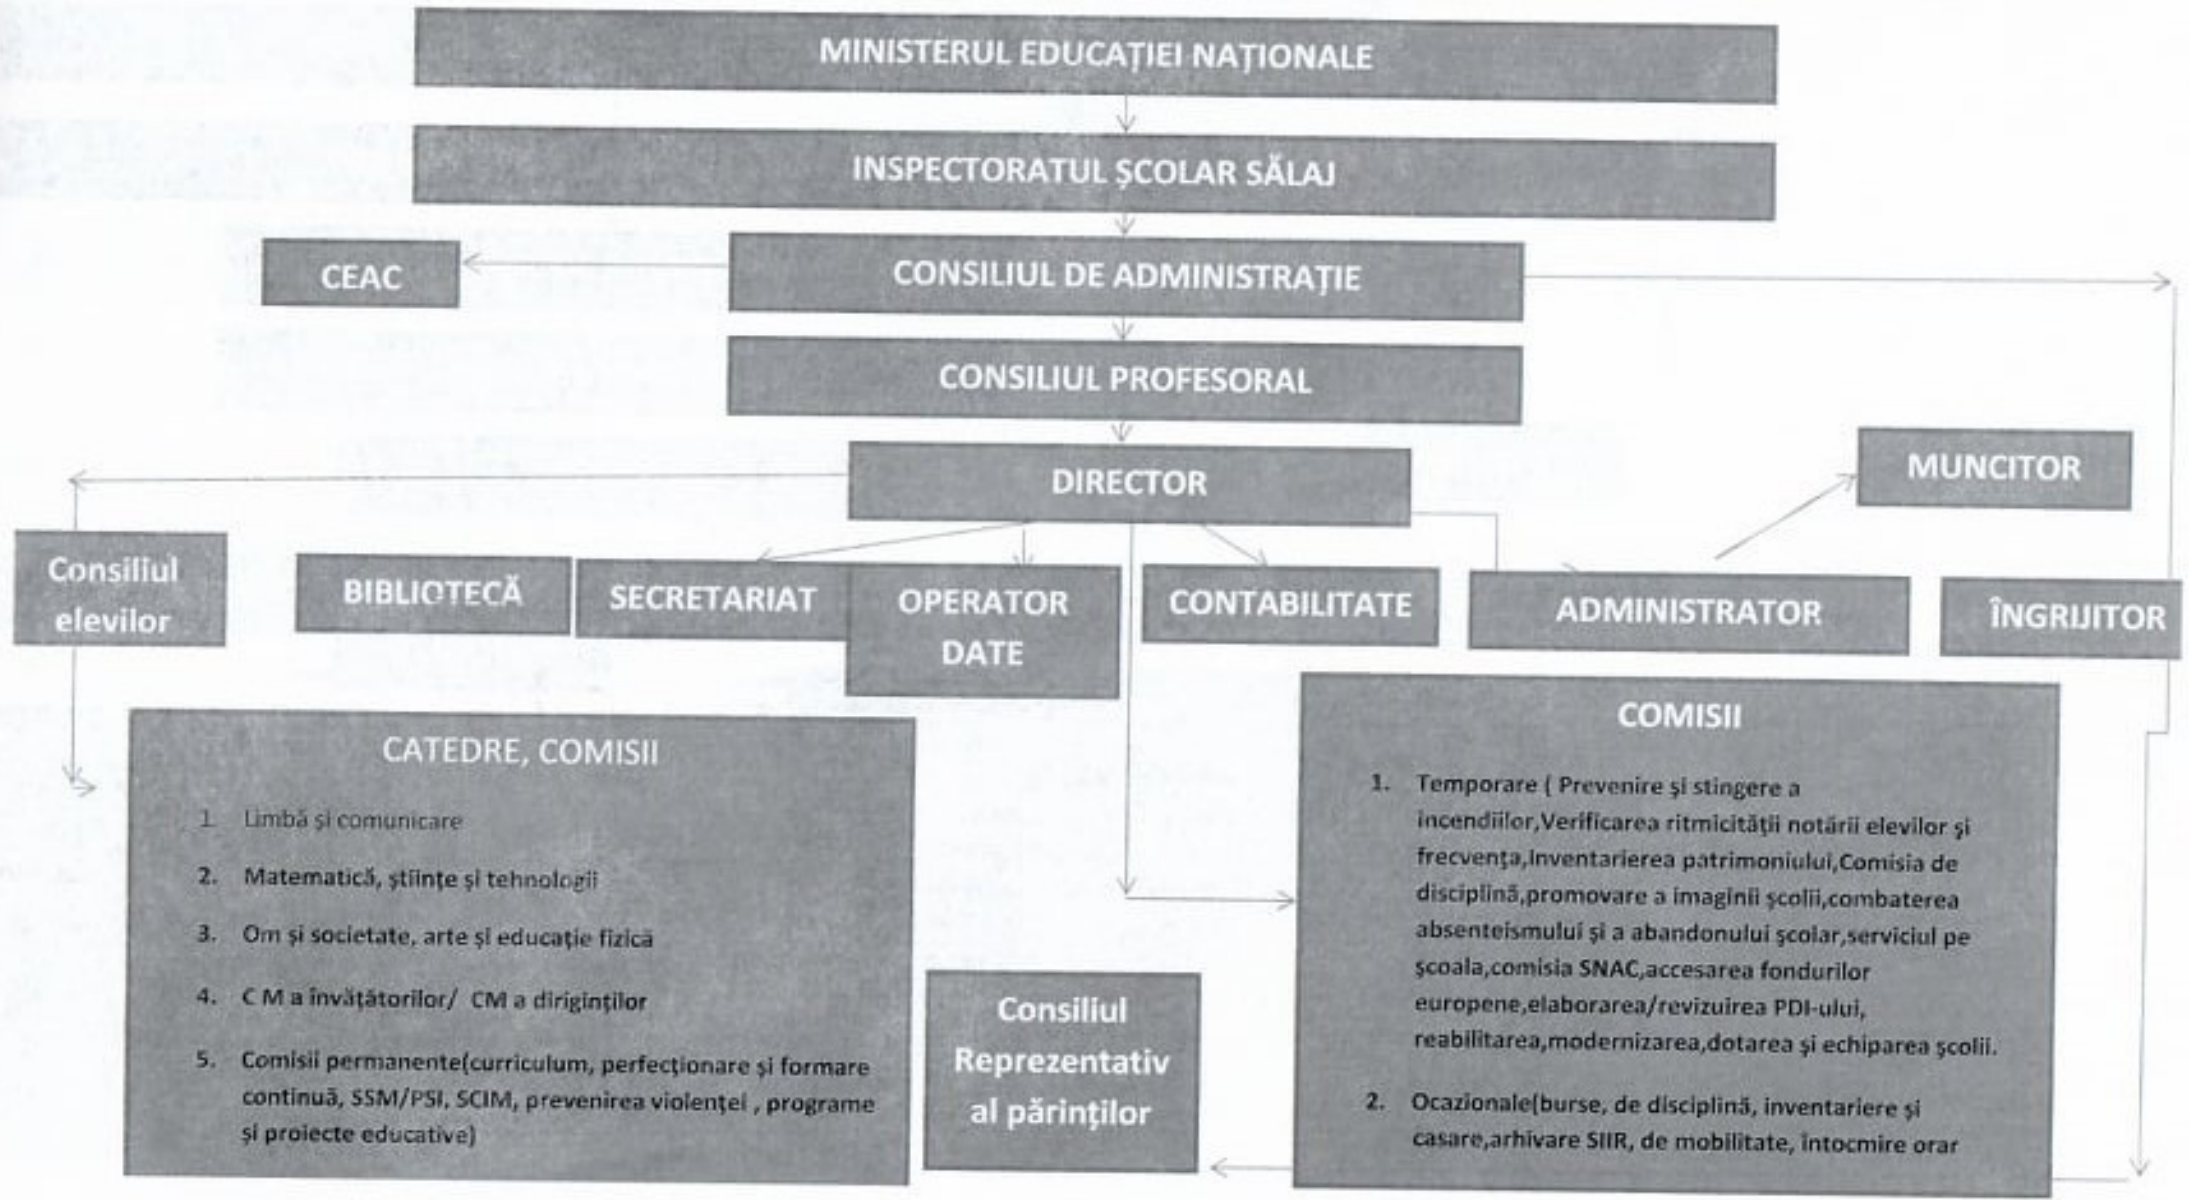 MINISTERUL EDUCAȚIEI NAȚIONALE
INSPECTORATUL ȘCOLAR SĂLAJ
CEAC
CONSILIUL DE ADMINISTRAȚIE
CONSILIUL PROFESORAL
DIRECTOR
MUNCITOR
Consiliul
elevilor
BIBLIOTECĂ
SECRETARIAT
OPERATOR
DATE
CONTABILITATE
ADMINISTRATOR
ÎNGRIJITOR
CATEDRE, COMISII
1. Limbă și comunicare
2. Matematică, științe și tehnologii
3. Om și societate, arte și educație fizică
4. C M a învățătorilor/ CM a diriginților
5. Comisii permanente(curriculum, perfecționare și formare
continuă, SSM/PSI, SCIM, prevenirea violenței , programe
și proiecte educative)
Consiliul
Reprezentativ
al părinților
COMISII
1. Temporare ( Prevenire și stingere a
incendiilor,Verificarea ritmicității notării elevilor și
frecvența,Inventarierea patrimoniului,Comisia de
disciplină,promovare a imaginii școlii,combaterea
absenteismului și a abandonului școlar,serviciul pe
școala,comisia SNAC,accesarea fondurilor
europene,elaborarea/revizuirea PDI-ului,
reabilitarea,modernizarea,dotarea și echiparea școlii.
2. Ocazionale(burse, de disciplină, inventariere și
casare,arhivare SIIR, de mobilitate, întocmire orar